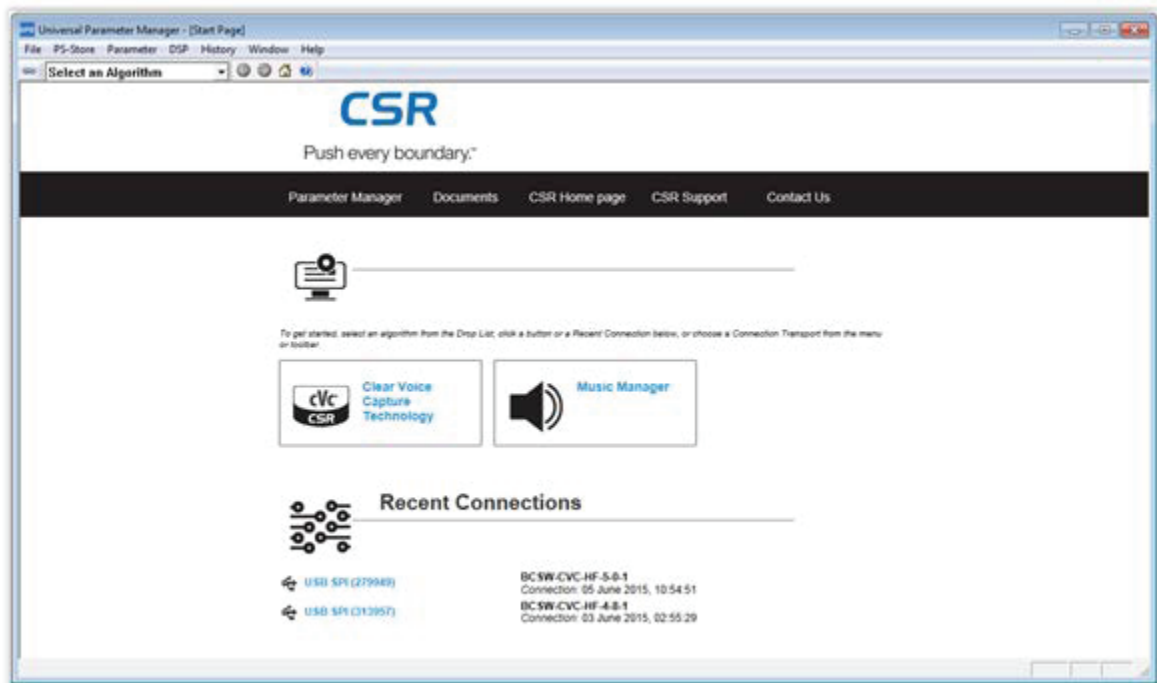 Universal Parameter Manager - [Start Page]
File PS-Store Parameter DSP History Window Help
Select an Algorithm
CSR
Push every boundary.™
Parameter Manager Documents CSR Home page CSR Support Contact Us
To get started, select an algorithm from the Drop List, click a button or a Recent Connection below, or choose a Connection Transport from the menu
or toolbar.
cVc
CSR
Clear Voice
Capture
Technology
Music Manager
Recent Connections
USB SPI (279949)
BCSW-CVC-HF-5-0-1
Connection: 05 June 2015, 10:54:51
USB SPI (313957)
BCSW-CVC-HF-4-8-1
Connection: 03 June 2015, 02:55:29